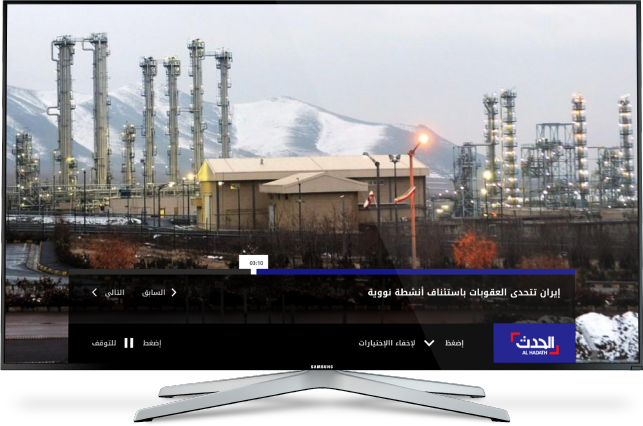 03:10
إيران تتحدى العقوبات باستئناف أنشطة نووية
السابق
التالي
الحدث
AL HADATH
إضغط
لإخفاء الإختيارات
إضغط
للتوقف
SAMSUNG